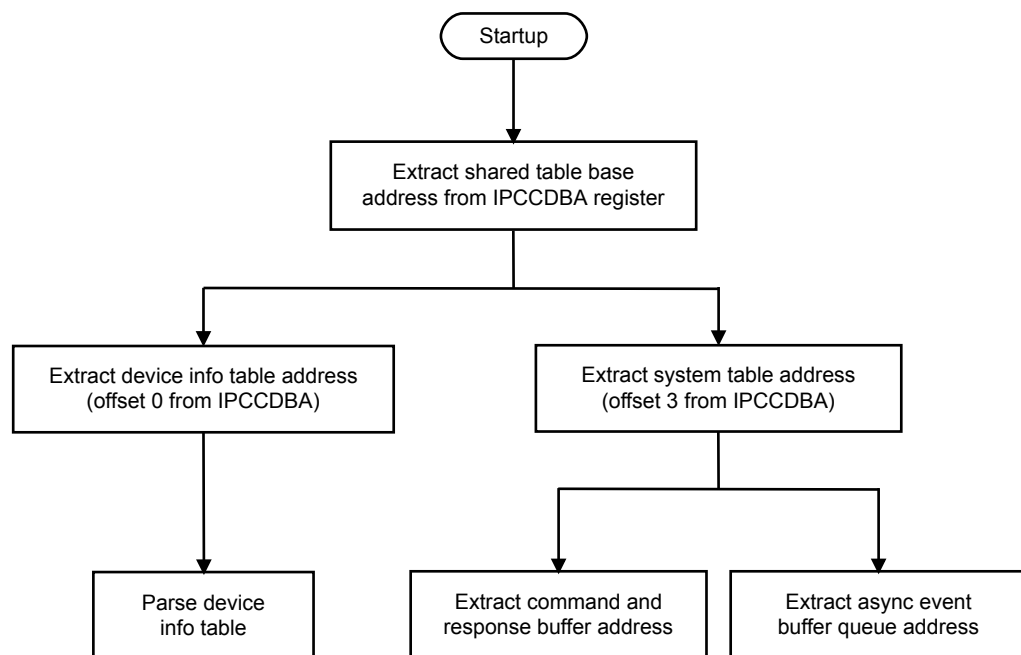 Startup
Extract shared table base
address from IPCCDBA register
Extract device info table address
(offset 0 from IPCCDBA)
Extract system table address
(offset 3 from IPCCDBA)
Parse device
info table
Extract command and
response buffer address
Extract async event
buffer queue address